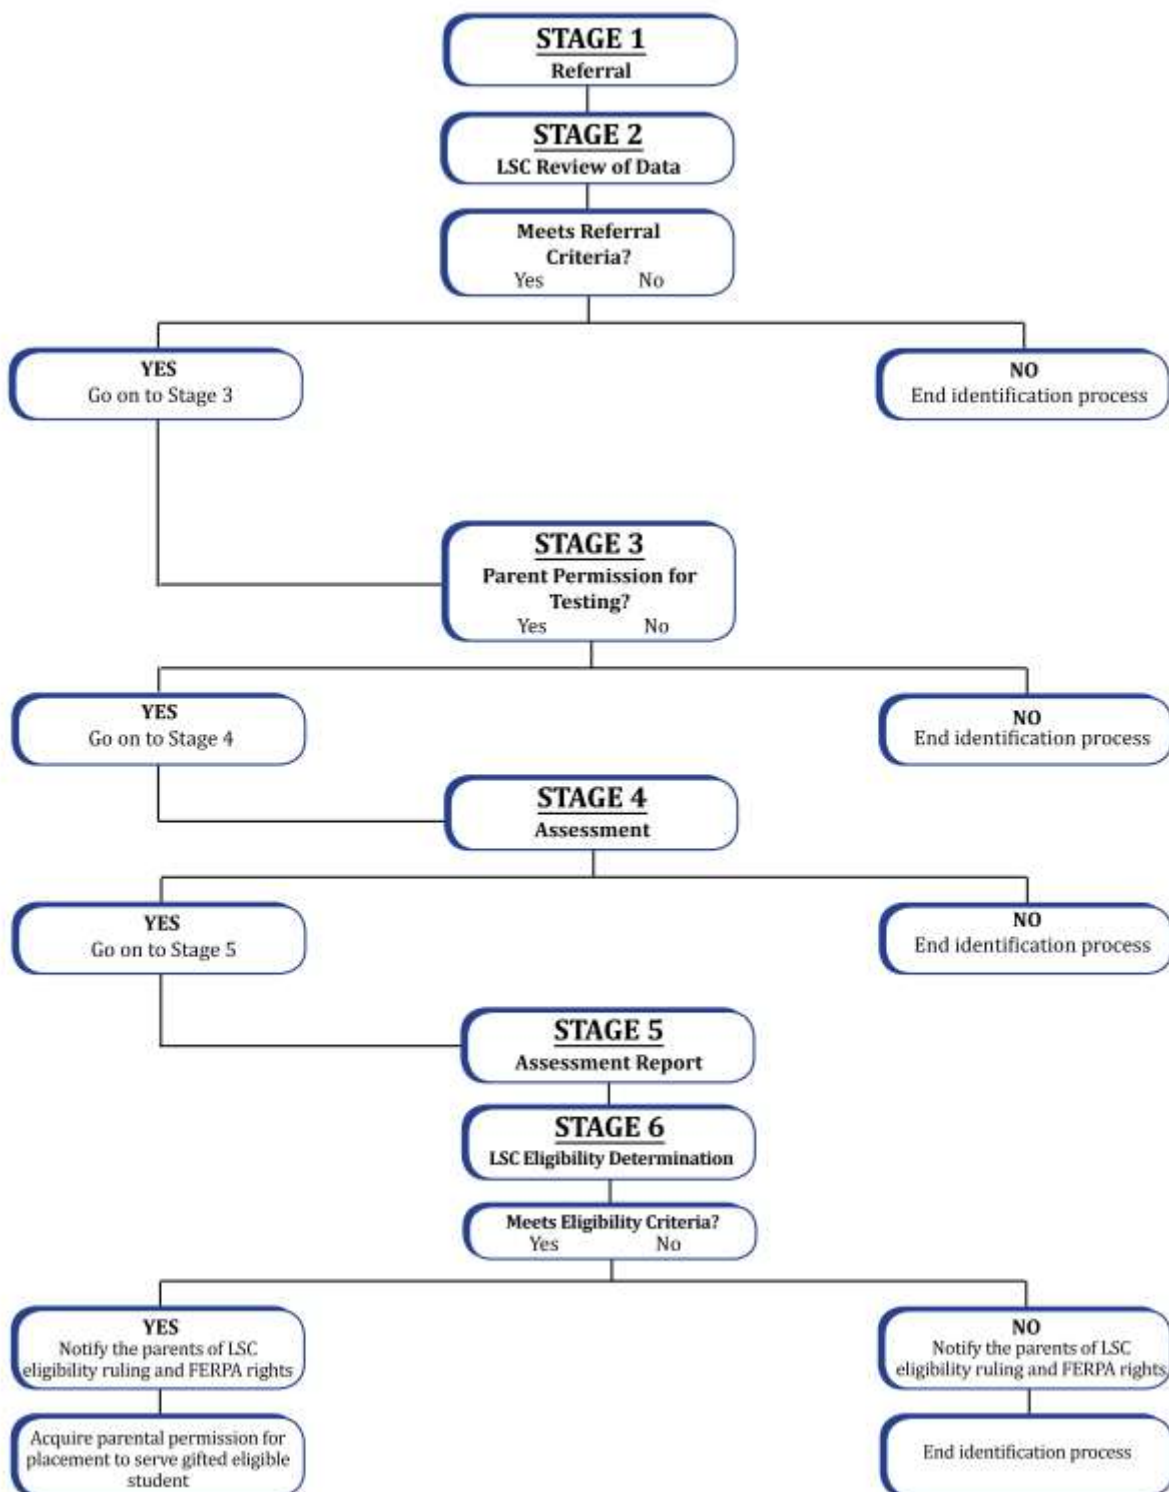 STAGE 1
Referral
STAGE 2
LSC Review of Data
Meets Referral
Criteria?
Yes No
YES
Go on to Stage 3
NO
End identification process
STAGE 3
Parent Permission for
Testing?
Yes No
YES
Go on to Stage 4
NO
End identification process
STAGE 4
Assessment
YES
Go on to Stage 5
NO
End identification process
STAGE 5
Assessment Report
STAGE 6
LSC Eligibility Determination
Meets Eligibility Criteria?
Yes No
YES
Notify the parents of LSC
eligibility ruling and FERPA rights
NO
Notify the parents of LSC
eligibility ruling and FERPA rights
Acquire parental permission for
placement to serve gifted eligible
student
End identification process